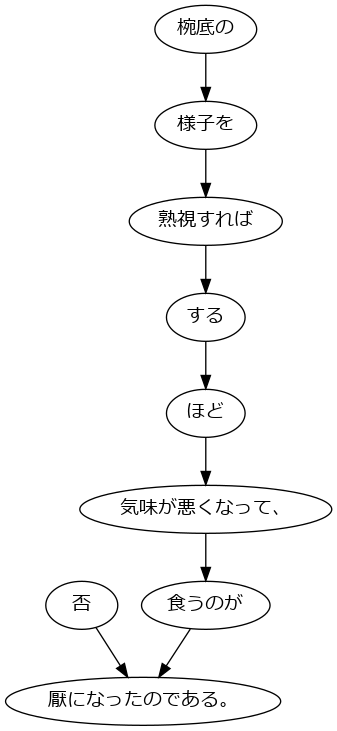 椀底の
様子を
熟視すれば
する
ほど
気味が悪くなって、
否
食うのが
厭になったのである。